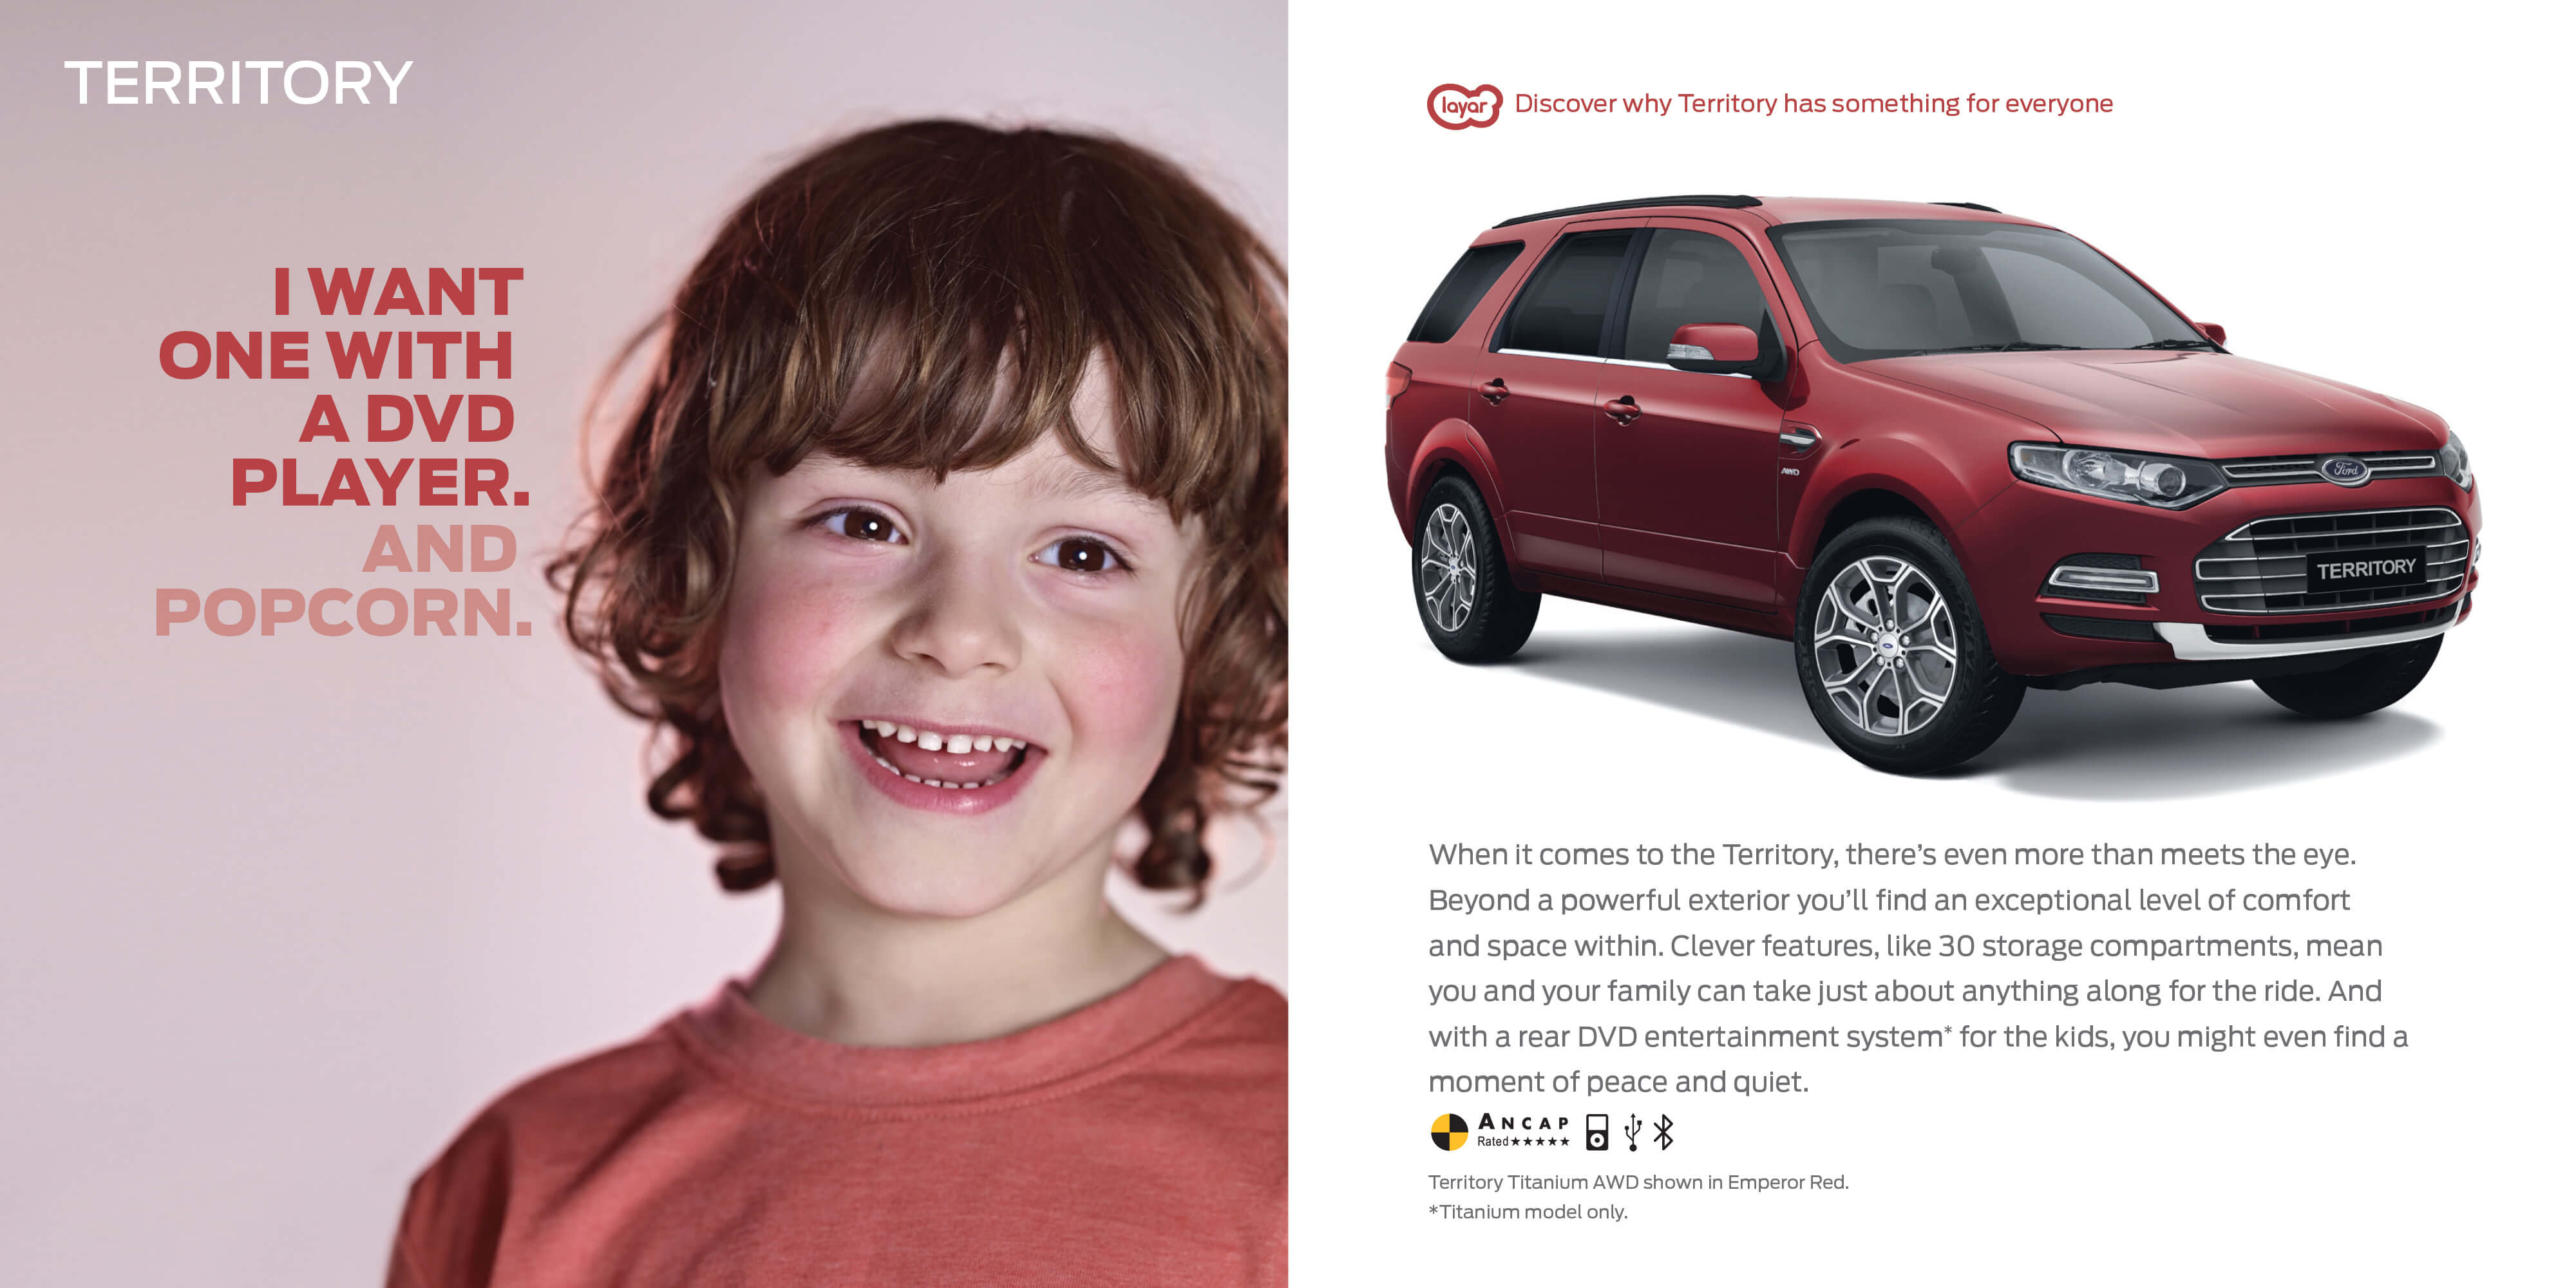 TERRITORY
I WANT
ONE WITH
A DVD
PLAYER.
AND
POPCORN.
layar Discover why Territory has something for everyone
AWD
Ford
TERRITORY
When it comes to the Territory, there's even more than meets the eye.
Beyond a powerful exterior you'll find an exceptional level of comfort
and space within. Clever features, like 30 storage compartments, mean
you and your family can take just about anything along for the ride. And
with a rear DVD entertainment system* for the kids, you might even find a
moment of peace and quiet.
ANCAP
Rated★★★★★
Territory Titanium AWD shown in Emperor Red.
*Titanium model only.